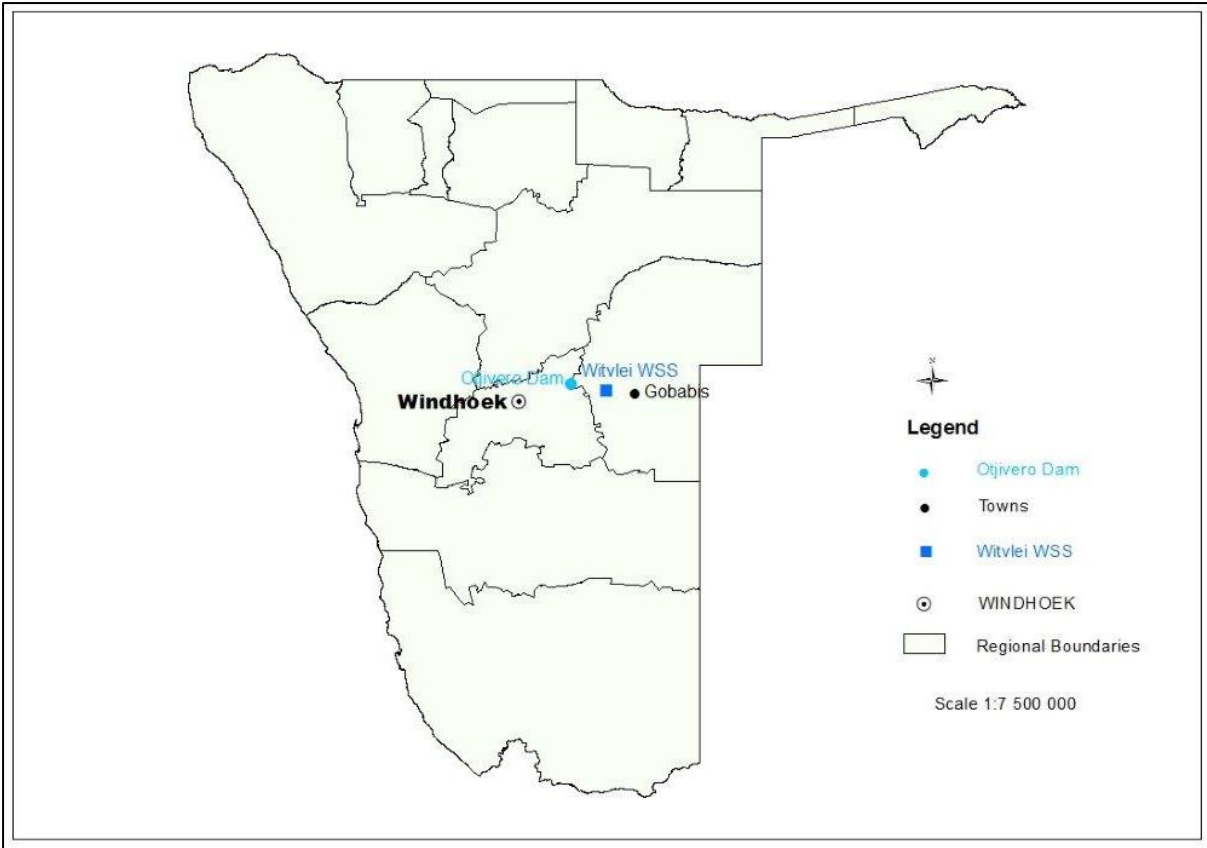 Witvlei WSS
Otjivero Dam
Gobabis
Windhoek
N
Legend
Otjivero Dam
Towns
Witvlei WSS
WINDHOEK
Regional Boundaries
Scale 1:7 500 000